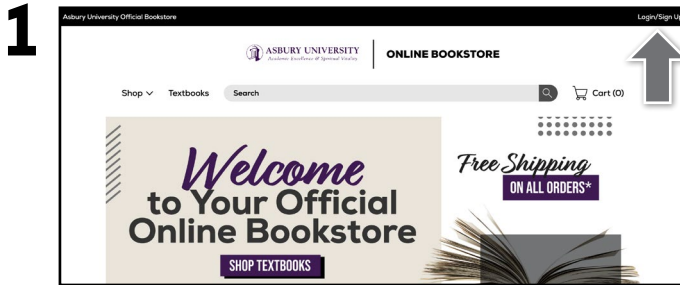 1
Asbury University Official Bookstore
Login/Sign Up
ASBURY UNIVERSITY
Academic Excellence & Spiritual Vitality
ONLINE BOOKSTORE
Shop
Textbooks
Search
Cart (0)
Welcome
to Your Official
Online Bookstore
SHOP TEXTBOOKS
Free Shipping
ON ALL ORDERS*